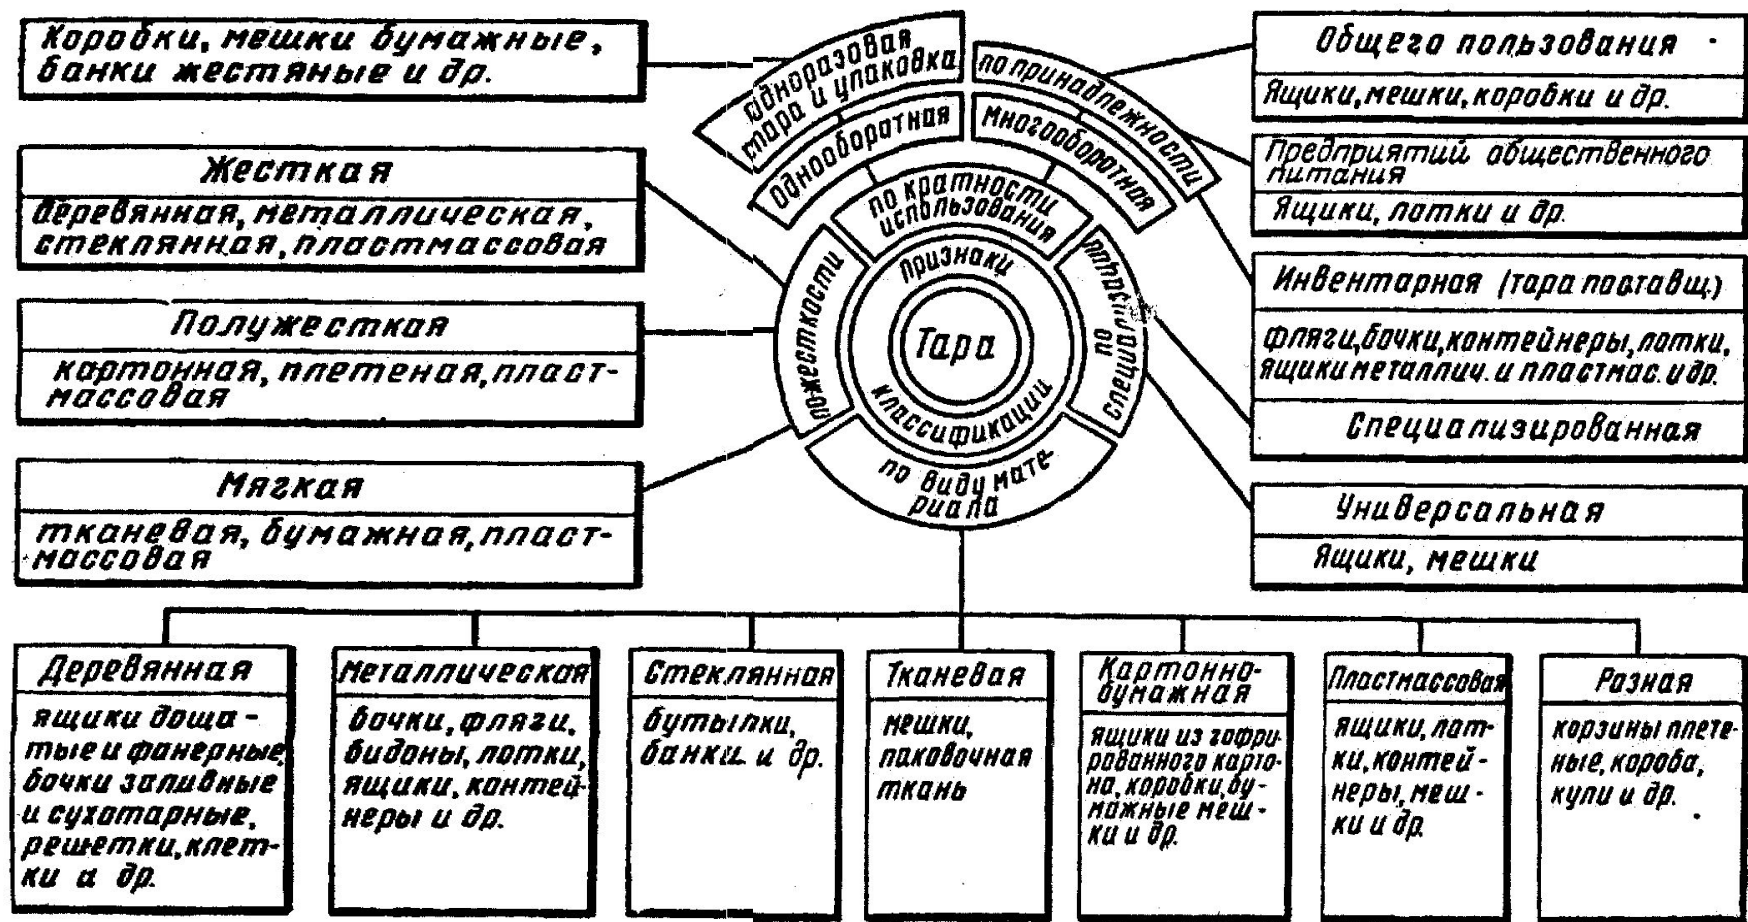 Коробки, мешки бумажные,
банки жестяные и др.
Жесткая
деревянная, металлическая,
стеклянная, пластмассовая
Полужесткая
картонная, плетеная, пласт-
массовая
Мягкая
тканевая, бумажная, пласт-
массовая
одноразовая
тара и упаковка
по принадлежности
однооборотная
многооборотная
по кратности
использования
по жесткости
признаки
классификации
Тара
по
специализации
по виду мате-
риала
Общего пользования
Ящики, мешки, коробки и др.
Предприятий общественного
питания
Ящики, лотки и др.
Инвентарная (тара поставщ.)
фляги, бочки, контейнеры, лотки,
ящики металлич. и пластмас. и др.
Специализированная
Универсальная
Ящики, мешки
Деревянная
ящики доща-
тые и фанерные,
бочки заливные
и сухотарные,
решетки, клет-
ки и др.
Металлическая
бочки, фляги,
бидоны, лотки,
ящики, контей-
неры и др.
Стеклянная
бутылки,
банки и др.
Тканевая
мешки,
паковочная
ткань
Картонно-
бумажная
ящики из гофри-
рованного карто-
на, коробки, бу-
мажные меш-
ки и др.
Пластмассовая
ящики, лот-
ки, контей-
неры, меш-
ки и др.
Разная
корзины плете-
ные, короба,
кули и др.